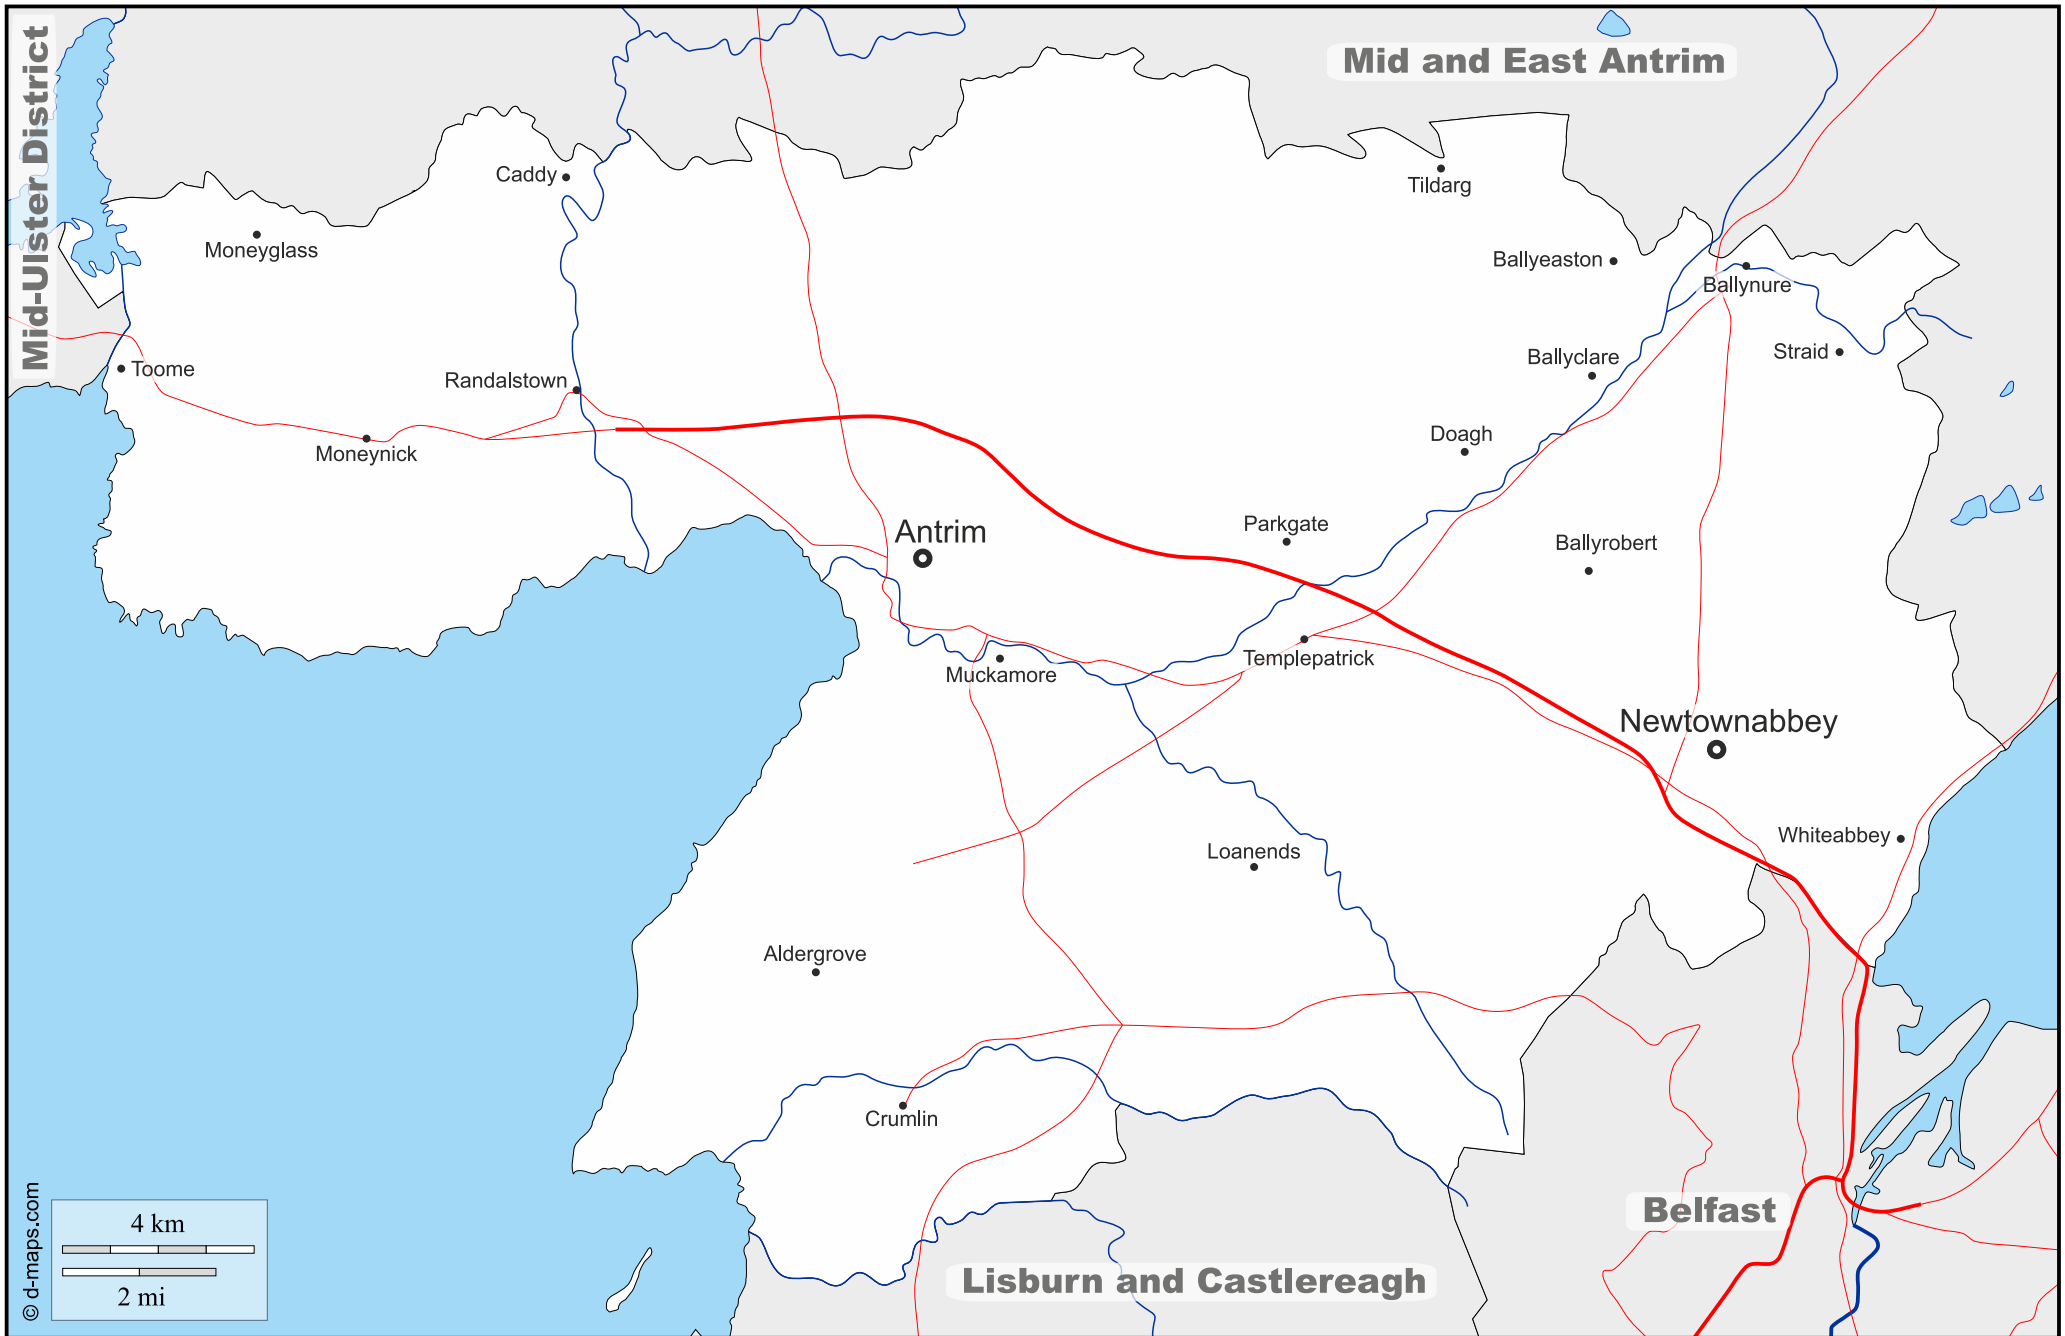 Mid and East Antrim
Mid-Ulster District
Caddy
Tildarg
Moneyglass
Ballyeaston
Ballynure
Toome
Randalstown
Ballyclare
Straid
Moneynick
Doagh
Antrim
Parkgate
Ballyrobert
Muckamore
Templepatrick
Newtownabbey
Whiteabbey
Loanends
Aldergrove
Crumlin
Belfast
Lisburn and Castlereagh
4 km
2 mi
© d-maps.com